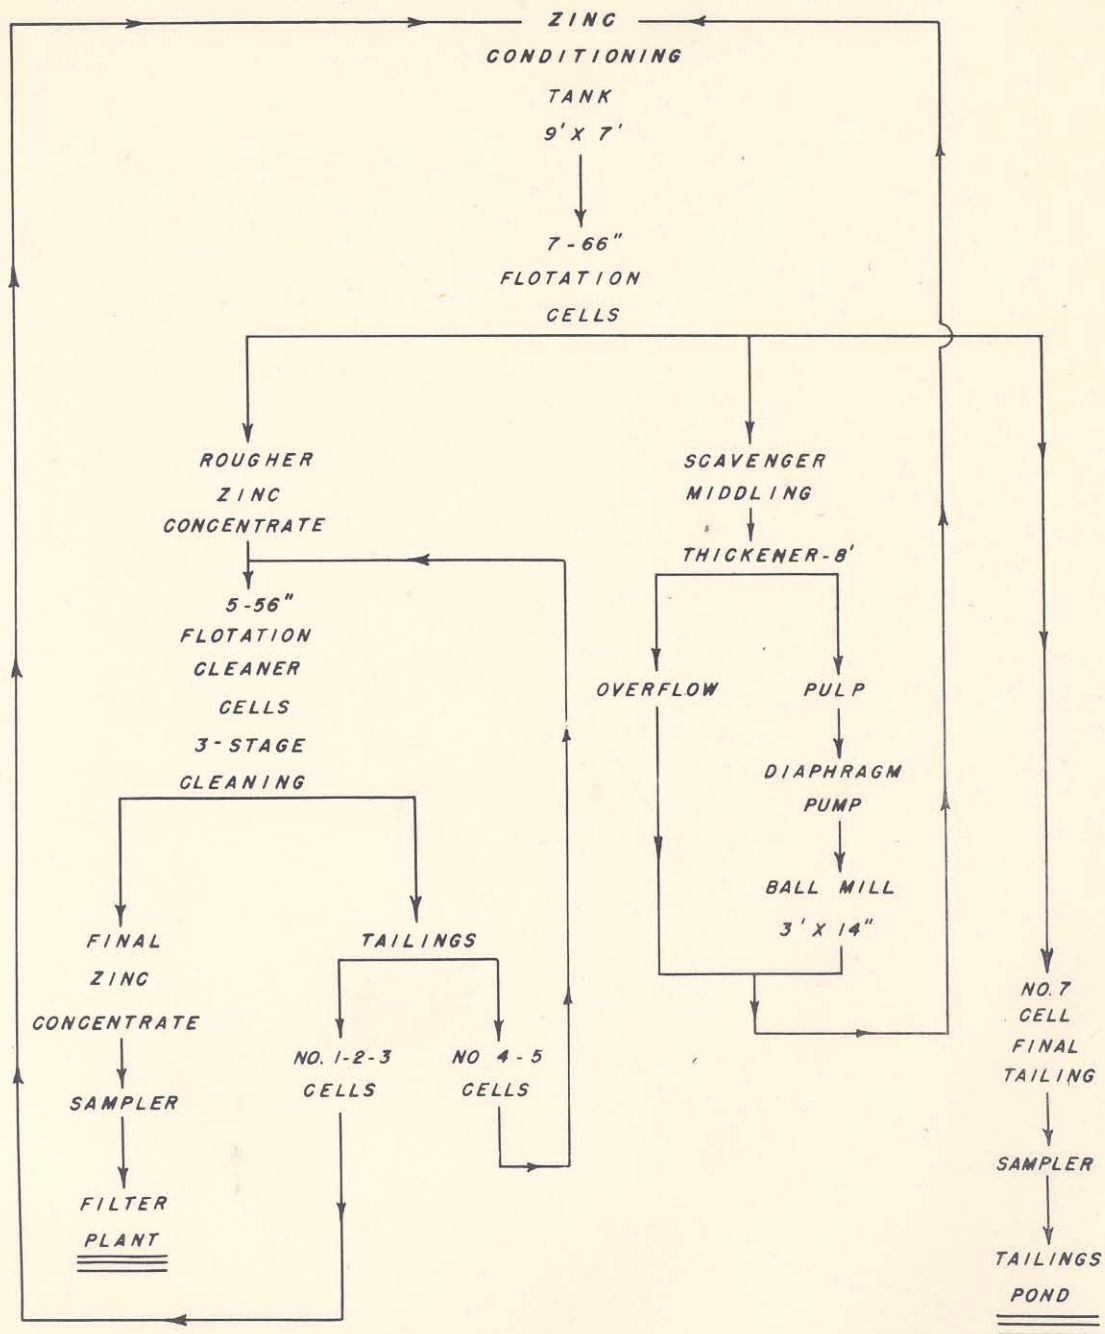 ZINC
CONDITIONING
TANK
9' X 7'
7-66"
FLOTATION
CELLS
ROUGHER
ZINC
CONCENTRATE
5-56"
FLOTATION
CLEANER
CELLS
3-STAGE
CLEANING
FINAL
ZINC
CONCENTRATE
SAMPLER
FILTER
PLANT
TAILINGS
NO. 1-2-3
CELLS
NO 4-5
CELLS
SCAVENGER
MIDDLING
THICKENER-8'
OVERFLOW
PULP
DIAPHRAGM
PUMP
BALL MILL
3' X 14"
NO. 7
CELL
FINAL
TAILING
SAMPLER
TAILINGS
POND